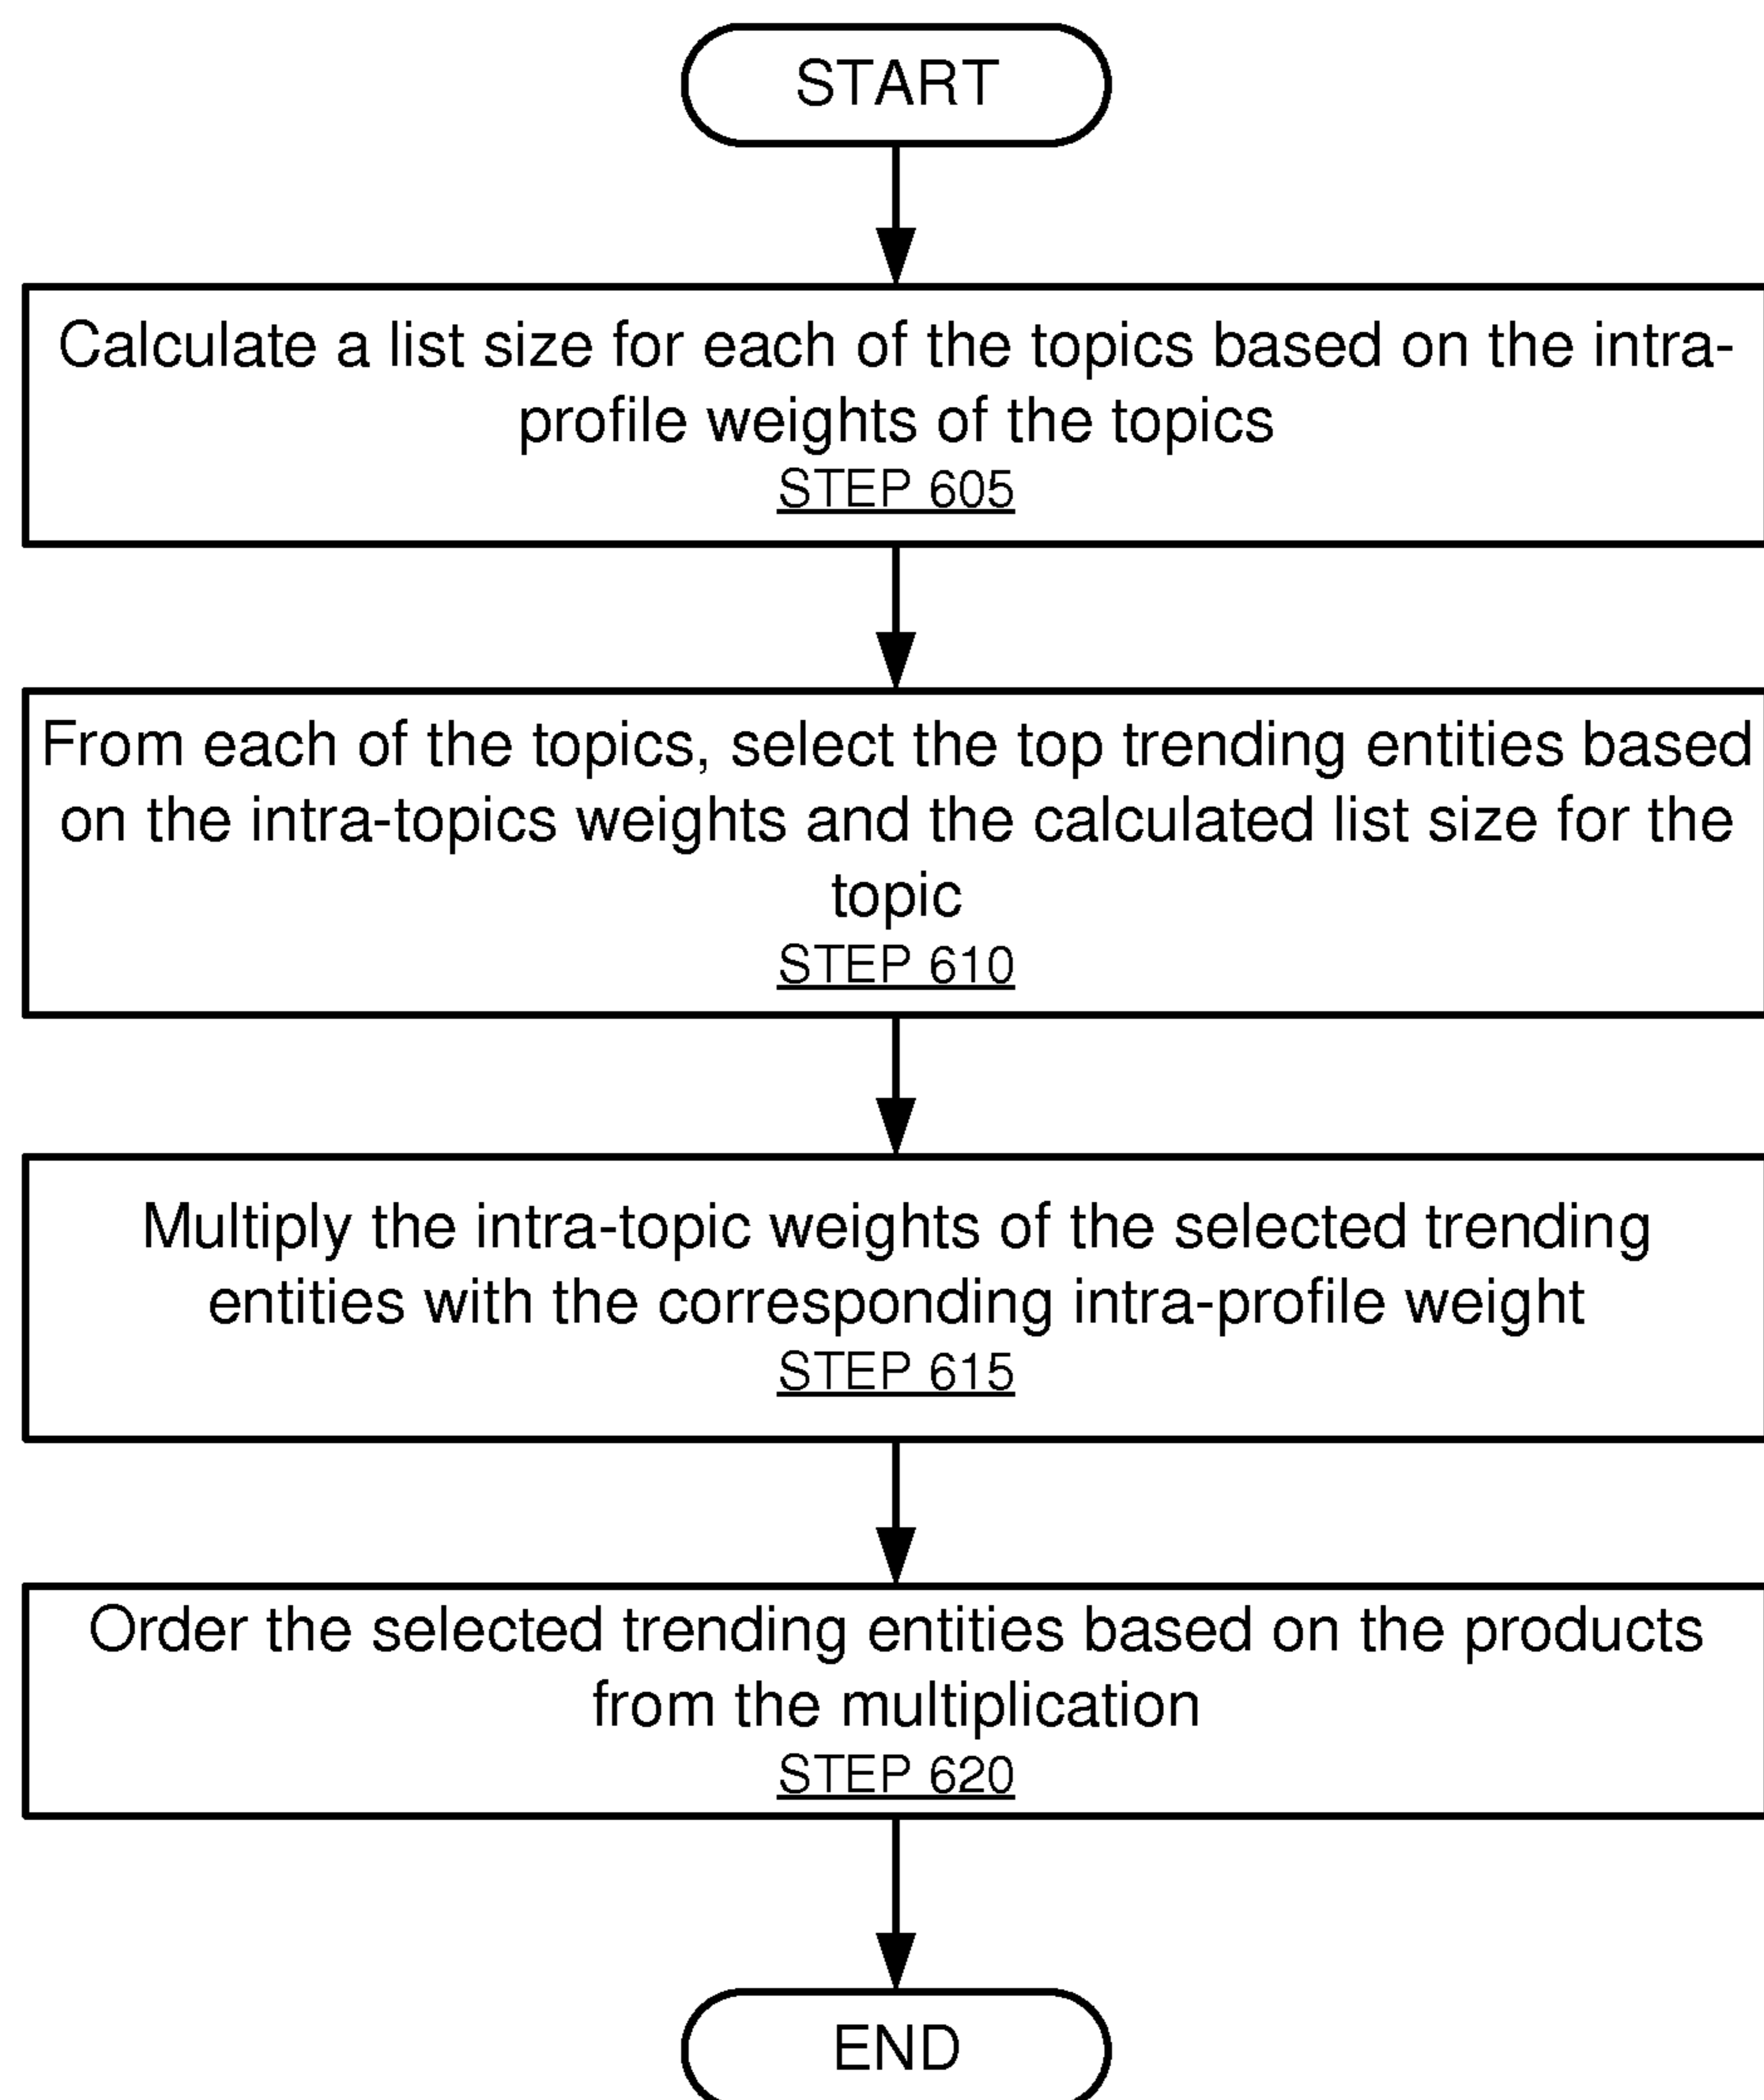 START
Calculate a list size for each of the topics based on the intra-
profile weights of the topics
STEP 605
From each of the topics, select the top trending entities based
on the intra-topics weights and the calculated list size for the
topic
STEP 610
Multiply the intra-topic weights of the selected trending
entities with the corresponding intra-profile weight
STEP 615
Order the selected trending entities based on the products
from the multiplication
STEP 620
END